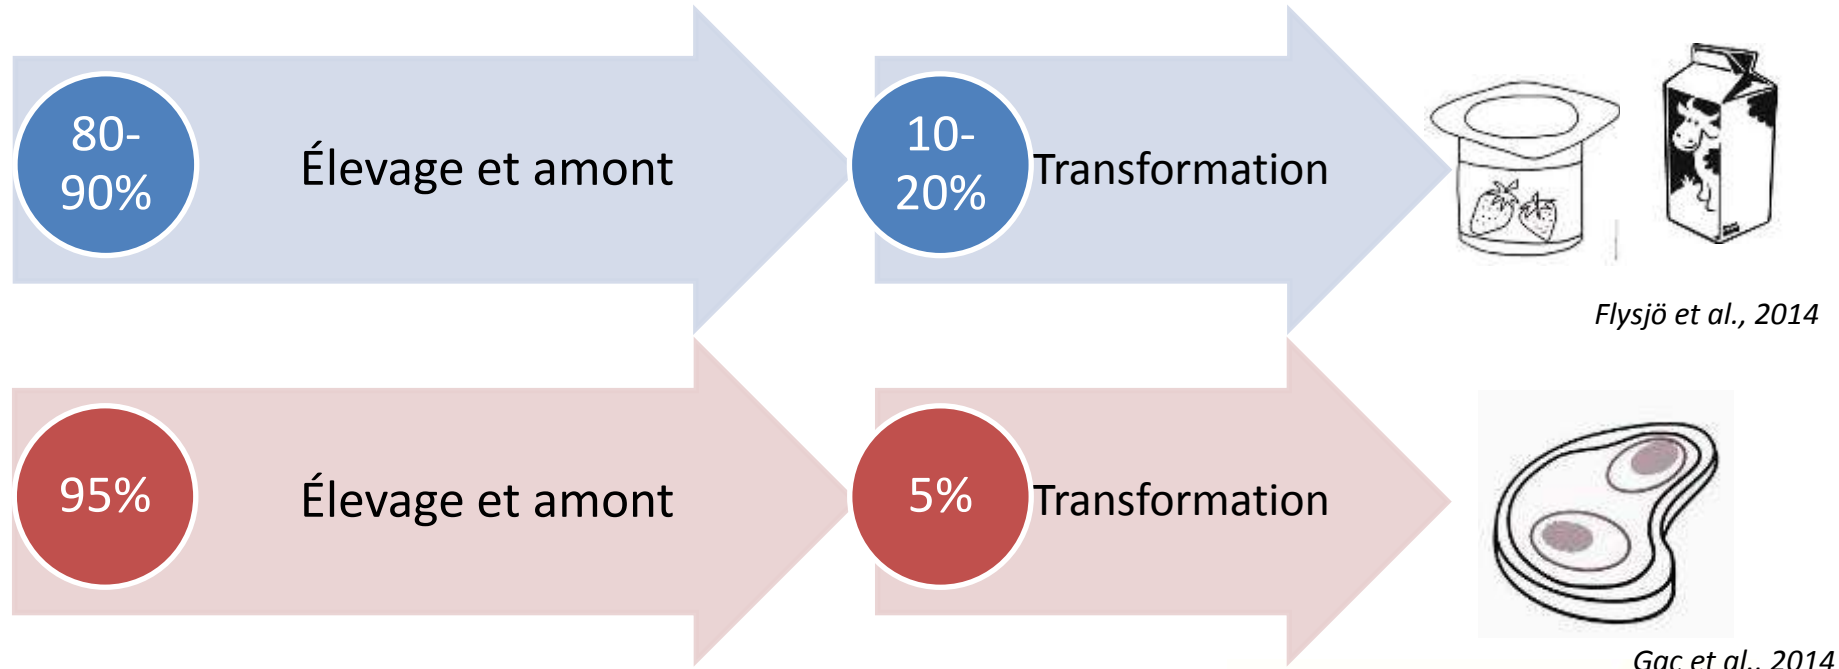 80-
90%
Élevage et amont
10-
20%
Transformation
Flysjö et al., 2014
95%
Élevage et amont
5%
Transformation
Gac et al., 2014